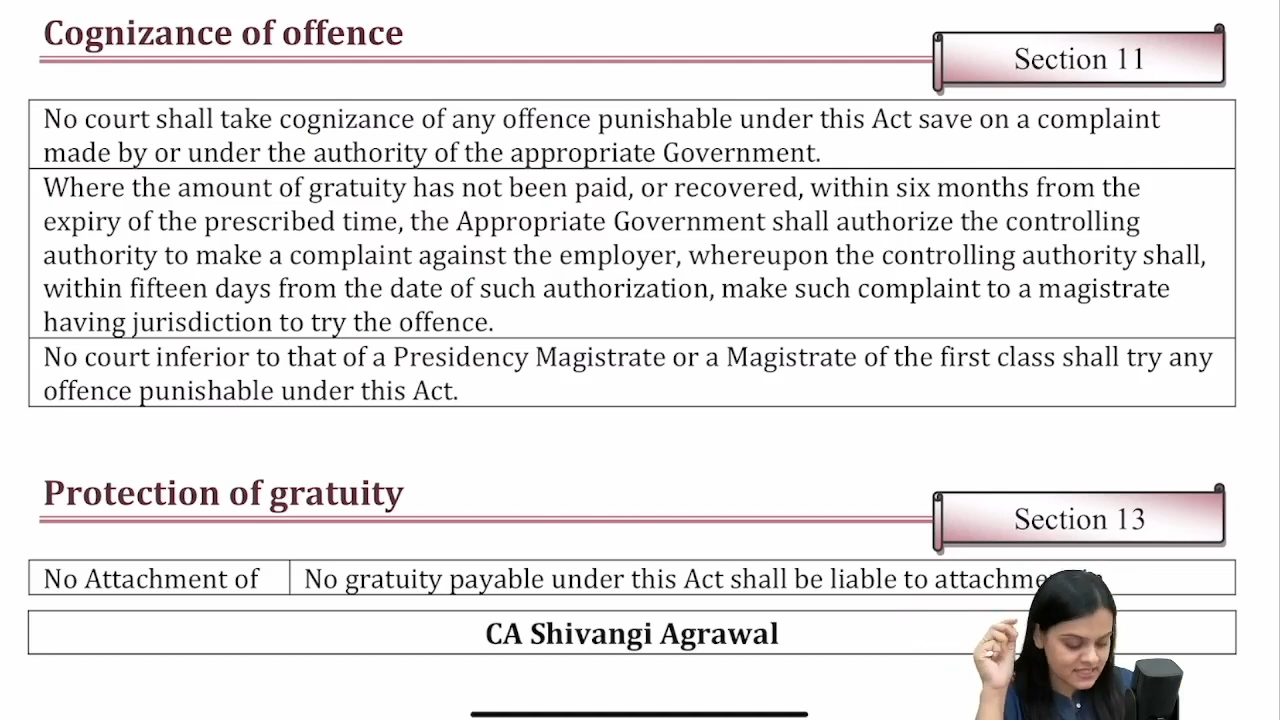 Cognizance of offence
Section 11
No court shall take cognizance of any offence punishable under this Act save on a complaint
made by or under the authority of the appropriate Government.
Where the amount of gratuity has not been paid, or recovered, within six months from the
expiry of the prescribed time, the Appropriate Government shall authorize the controlling
authority to make a complaint against the employer, whereupon the controlling authority shall,
within fifteen days from the date of such authorization, make such complaint to a magistrate
having jurisdiction to try the offence.
No court inferior to that of a Presidency Magistrate or a Magistrate of the first class shall try any
offence punishable under this Act.
Protection of gratuity
Section 13
No Attachment of
No gratuity payable under this Act shall be liable to
CA Shivangi Agrawal